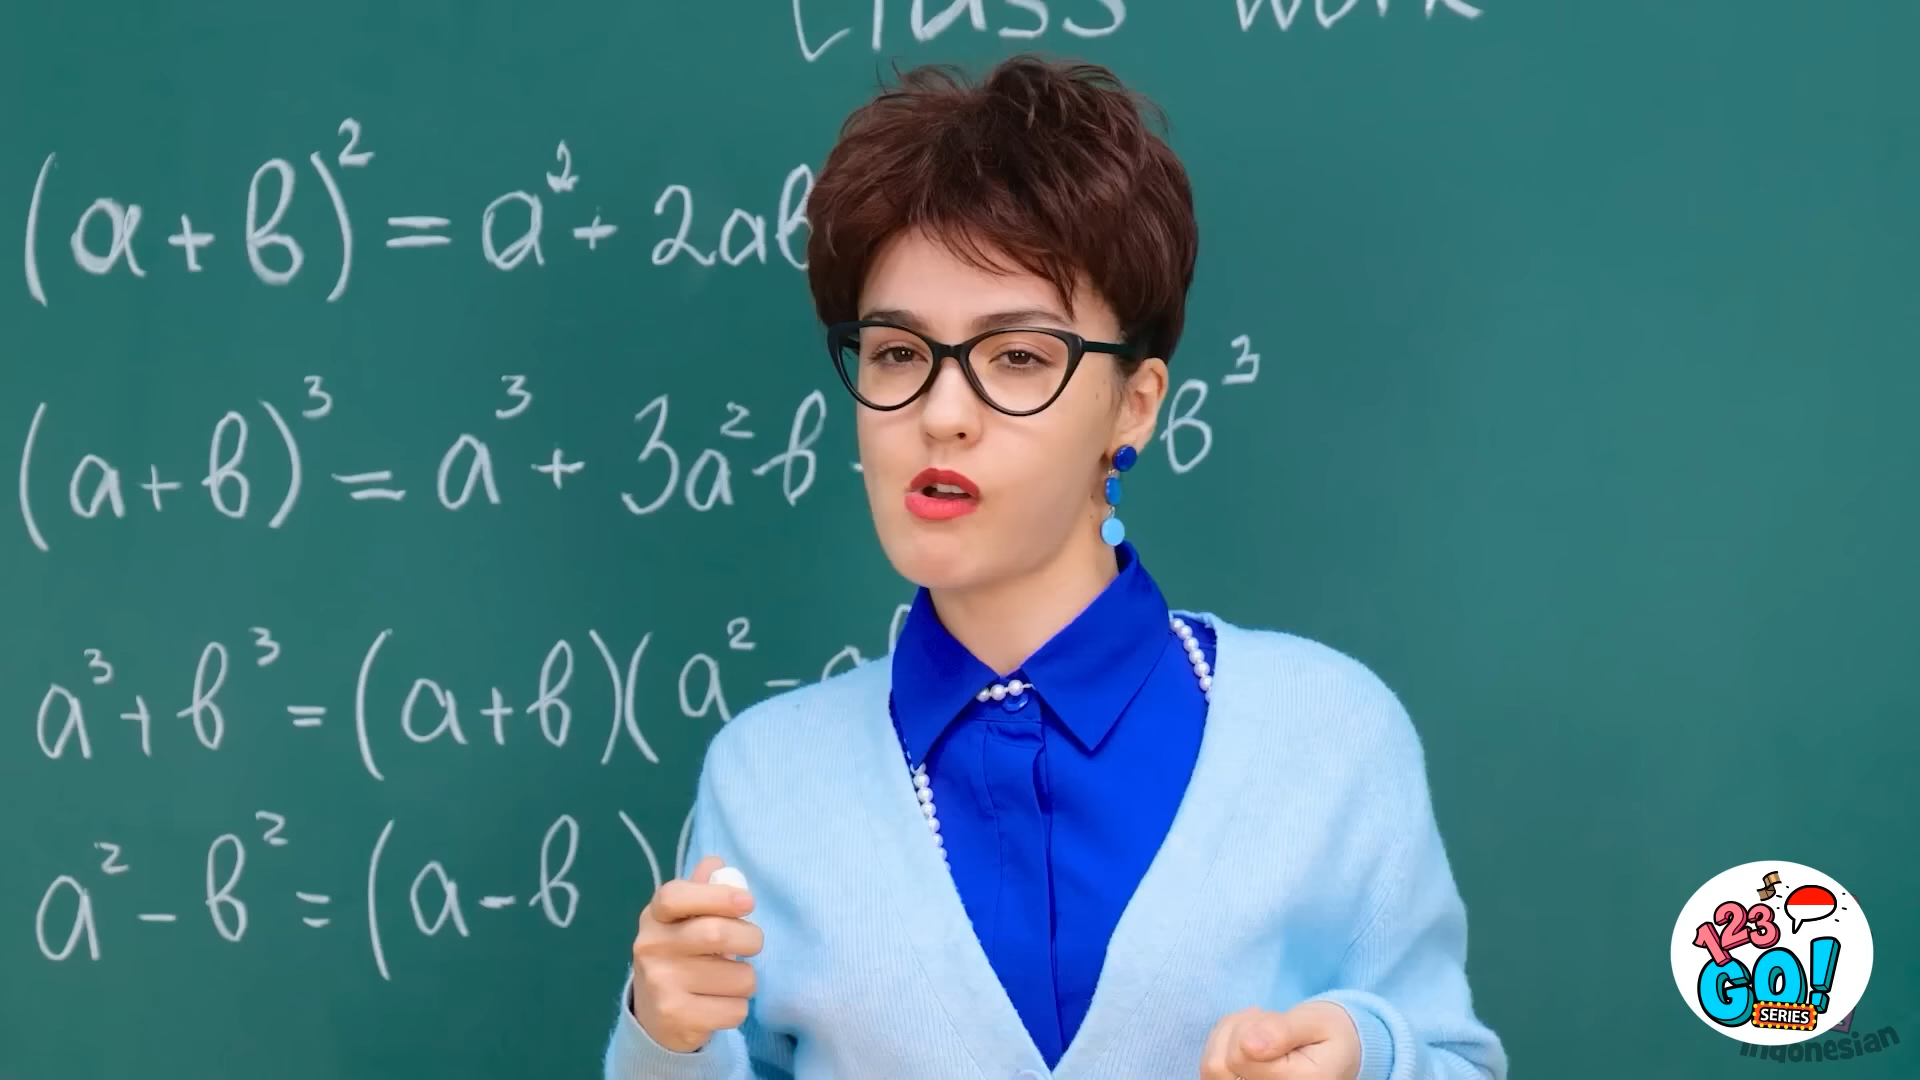 Class work
(a+b)² = a² + 2ab
(a+b)³ = a³ + 3a²b b³
a³+b³ = (a+b)(a² -
a² - b² = (a-b)(
123
GO!
SERIES
Indonesian